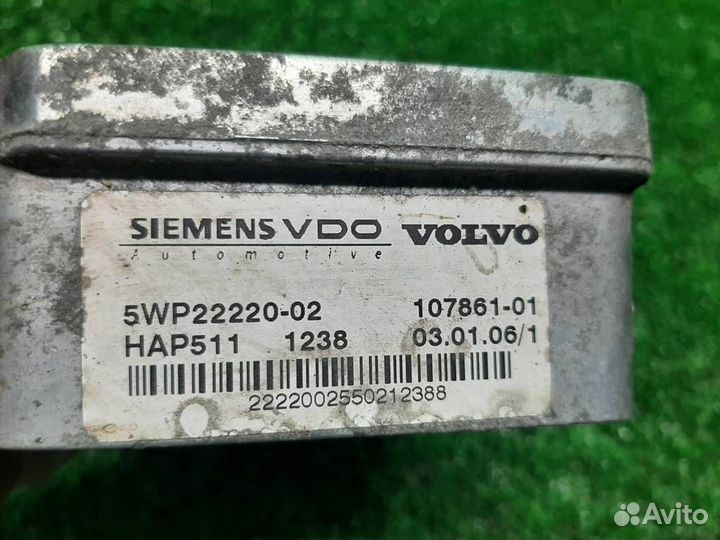 SIEMENS VDO VOLVO
Automotive
5WP22220-02 107861-01
HAP511 1238 03.01.06/1
2222002550212388
Avito